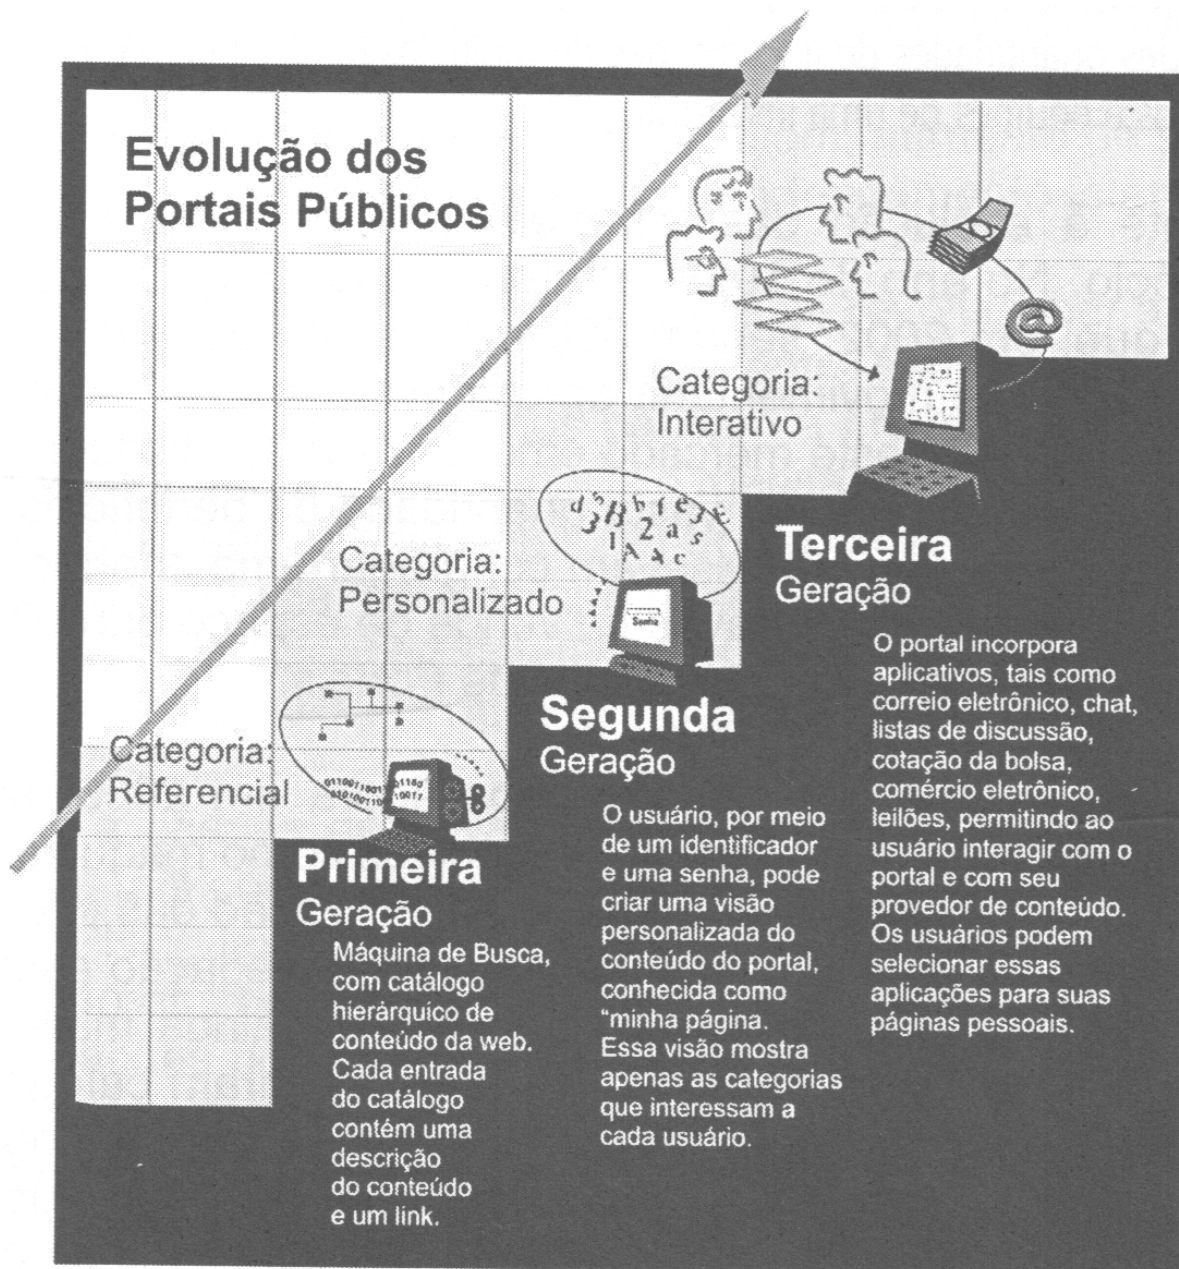 Evolução dos
Portais Públicos
Categoria:
Interativo
Categoria:
Personalizado
Categoria:
Referencial
Senha
Primeira
Geração
Máquina de Busca,
com catálogo
hierárquico de
conteúdo da web.
Cada entrada
do catálogo
contém uma
descrição
do conteúdo
e um link.
Segunda
Geração
O usuário, por meio
de um identificador
e uma senha, pode
criar uma visão
personalizada do
conteúdo do portal,
conhecida como
“minha página.
Essa visão mostra
apenas as categorias
que interessam a
cada usuário.
Terceira
Geração
O portal incorpora
aplicativos, tais como
correio eletrônico, chat,
listas de discussão,
cotação da bolsa,
comércio eletrônico,
leilões, permitindo ao
usuário interagir com o
portal e com seu
provedor de conteúdo.
Os usuários podem
selecionar essas
aplicações para suas
páginas pessoais.